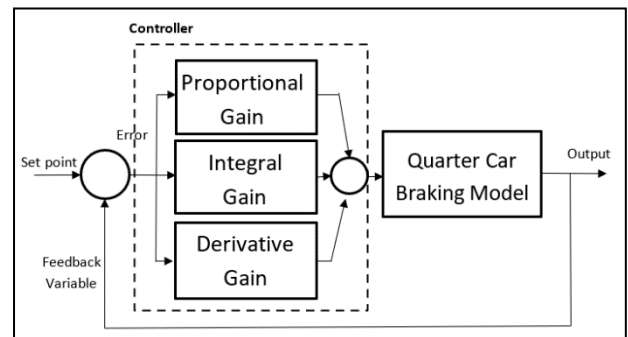 Controller
Proportional
Gain
Error
Set point
Integral
Gain
Quarter Car
Braking Model
Output
Derivative
Gain
Feedback
Variable